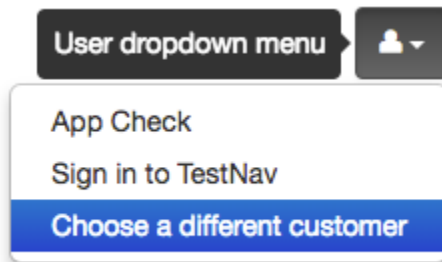 User dropdown menu
App Check
Sign in to TestNav
Choose a different customer